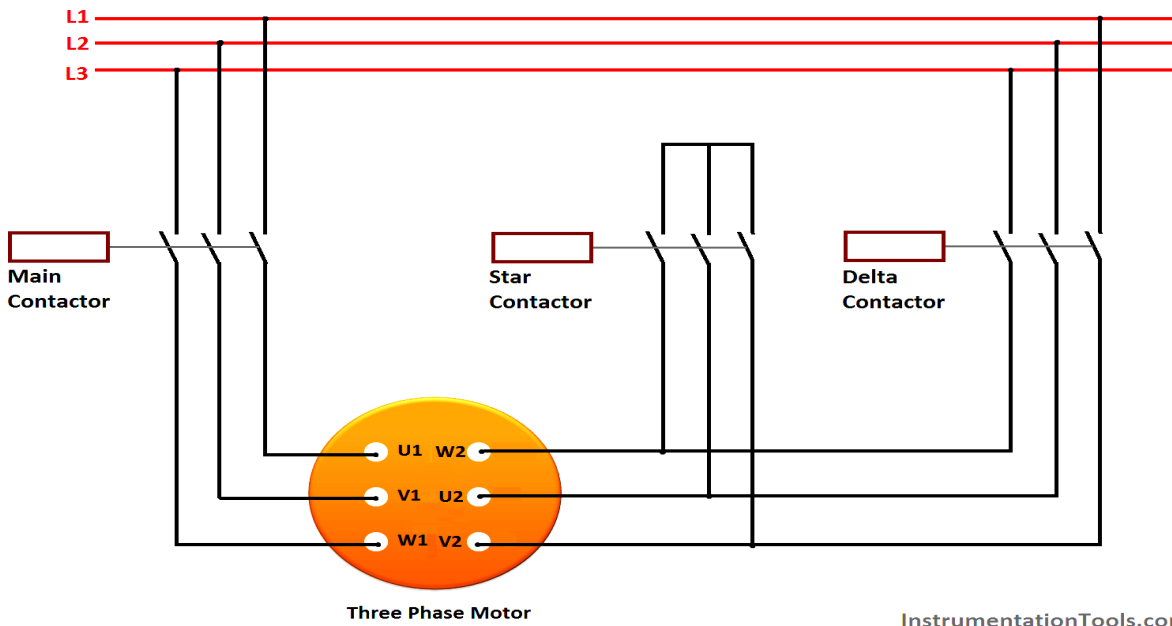 L1
L2
L3
Main
Contactor
Star
Contactor
Delta
Contactor
U1 W2
V1 U2
W1 V2
Three Phase Motor
InstrumentationTools.com